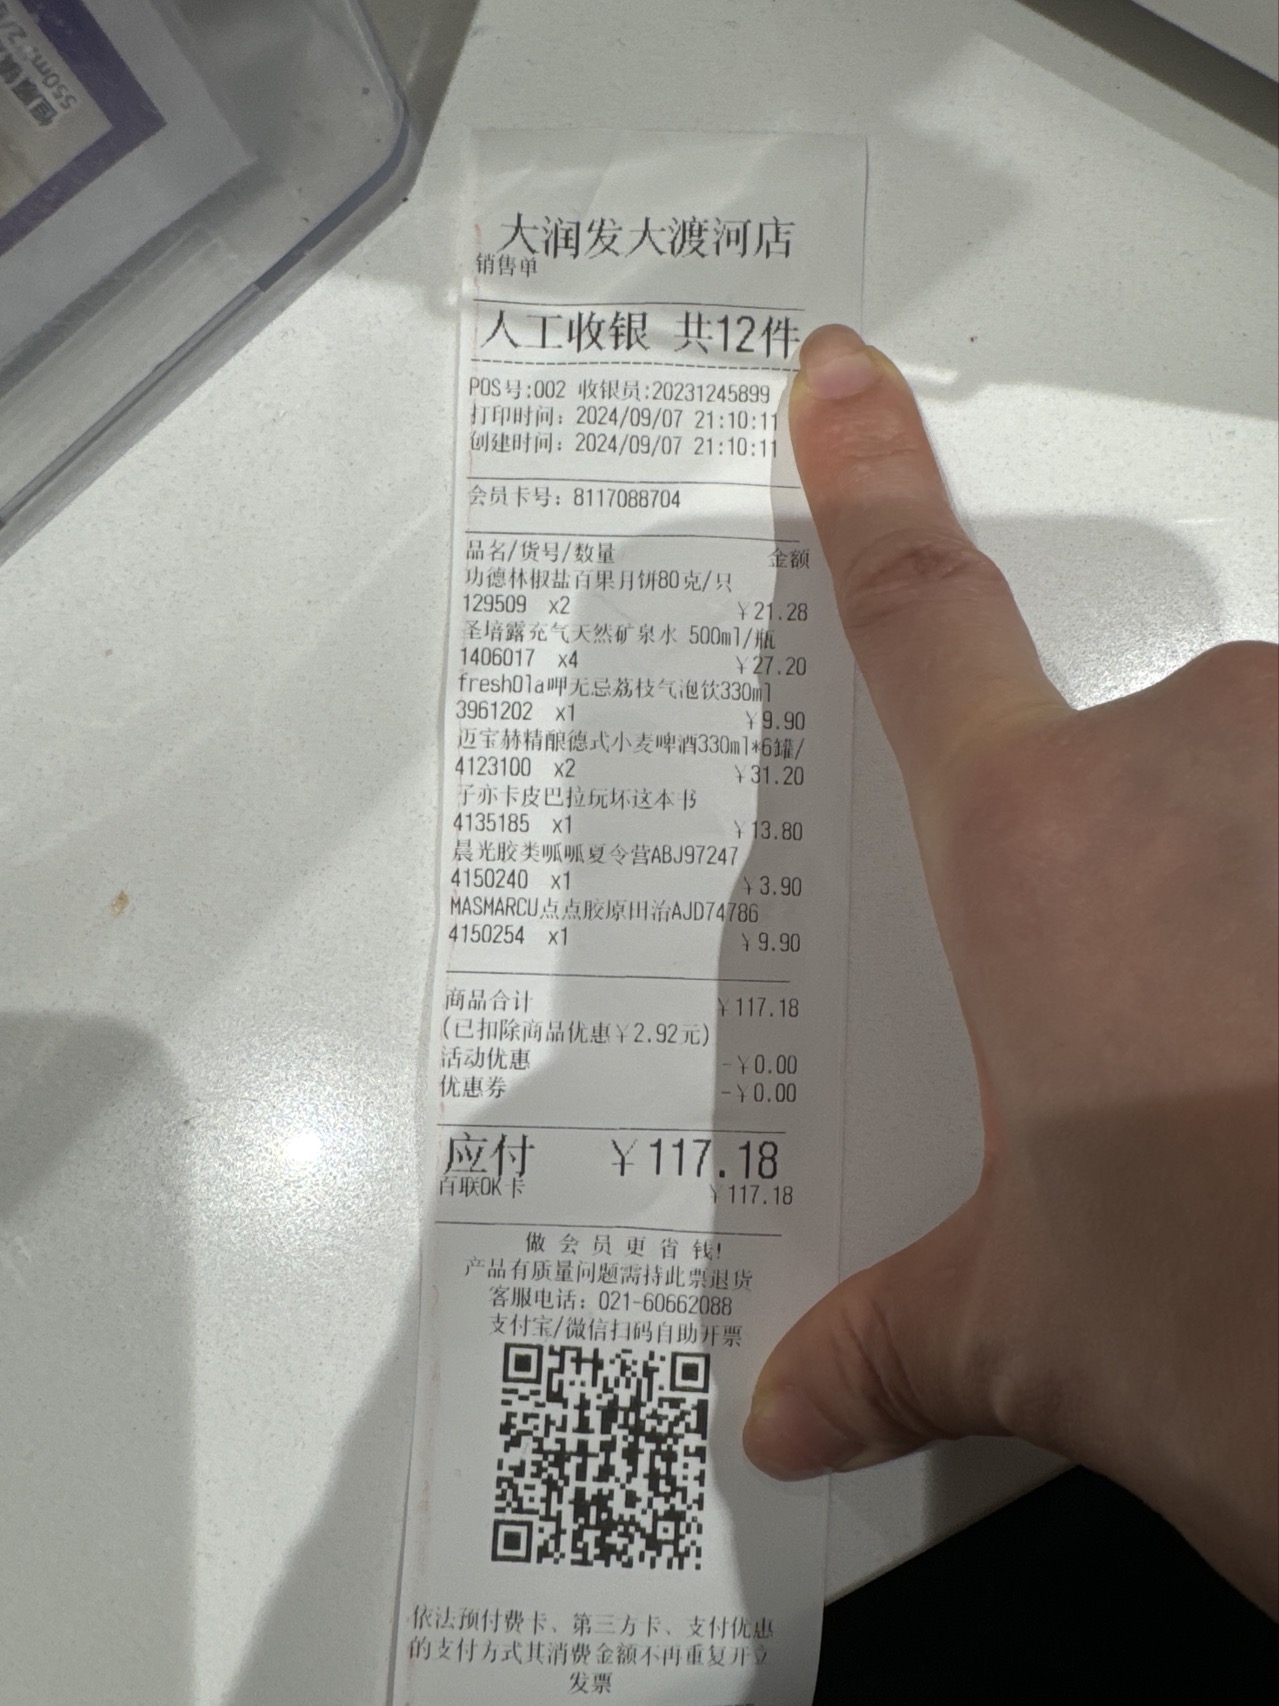 550ml*2/
大润发大渡河店
销售单
人工收银 共12件
POS号:002 收银员:20231245899
打印时间: 2024/09/07 21:10:11
创建时间: 2024/09/07 21:10:11
会员卡号: 8117088704
品名/货号/数量 金额
功德林椒盐百果月饼80克/只
129509 x2 ¥21.28
圣培露充气天然矿泉水 500ml/瓶
1406017 x4 ¥27.20
freshOla呷无忌荔枝气泡饮330ml
3961202 x1 ¥9.90
迈宝赫精酿德式小麦啤酒330ml*6罐/
4123100 x2 ¥31.20
于亦卡皮巴拉玩坏这本书
4135185 x1 ¥13.80
晨光胶类呱呱夏令营ABJ97247
4150240 x1 ¥3.90
MASMARCU点点胶原田治AJD74786
4150254 x1 ¥9.90
商品合计 ¥117.18
(已扣除商品优惠¥2.92元)
活动优惠 -¥0.00
优惠券 -¥0.00
应付 ¥117.18
百联OK卡 ¥117.18
做会员更省钱!
产品有质量问题需持此票退货
客服电话: 021-60662088
支付宝/微信扫码自助开票
依法预付费卡、第三方卡、支付优惠
的支付方式其消费金额不再重复开立
发票